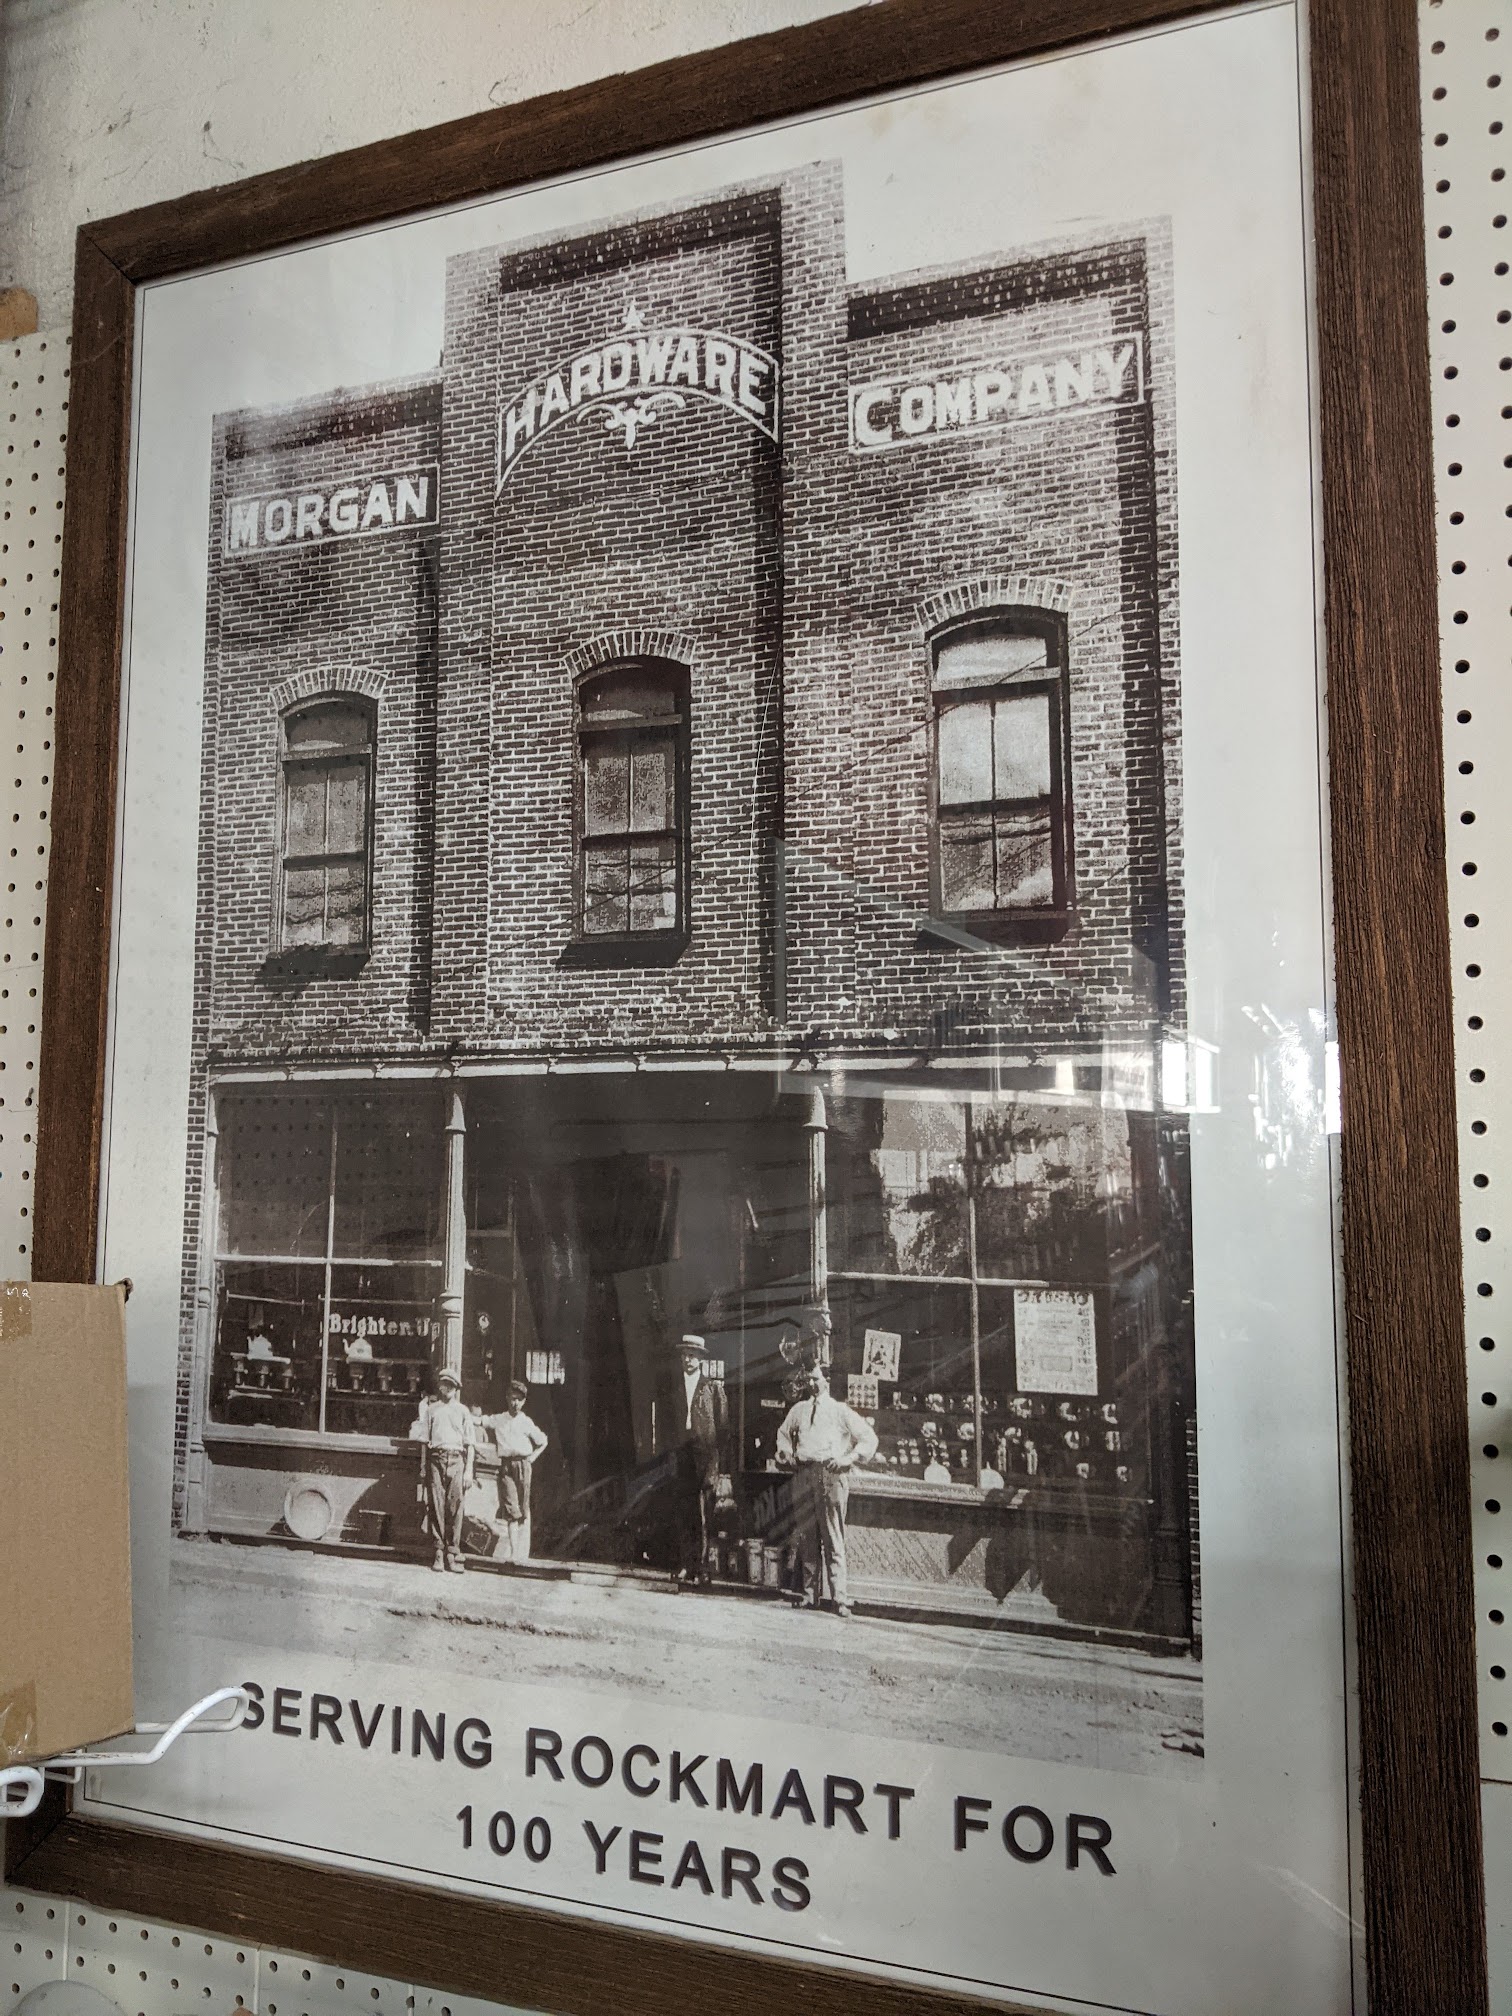 MORGAN
HARDWARE
COMPANY
Brighten Up
SERVING ROCKMART FOR
100 YEARS